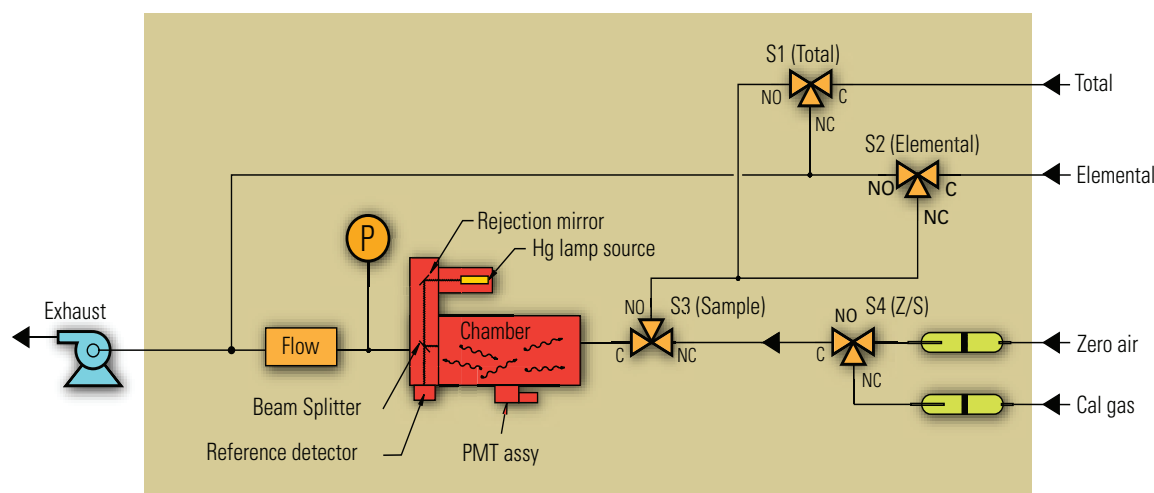 S1 (Total)
NO
C
Total
NC
S2 (Elemental)
NO
C
Elemental
NC
Rejection mirror
P
Hg lamp source
Exhaust
NO
S3 (Sample)
NO
S4 (Z/S)
Chamber
Flow
C
NC
C
Zero air
NC
Beam Splitter
Cal gas
Reference detector
PMT assy